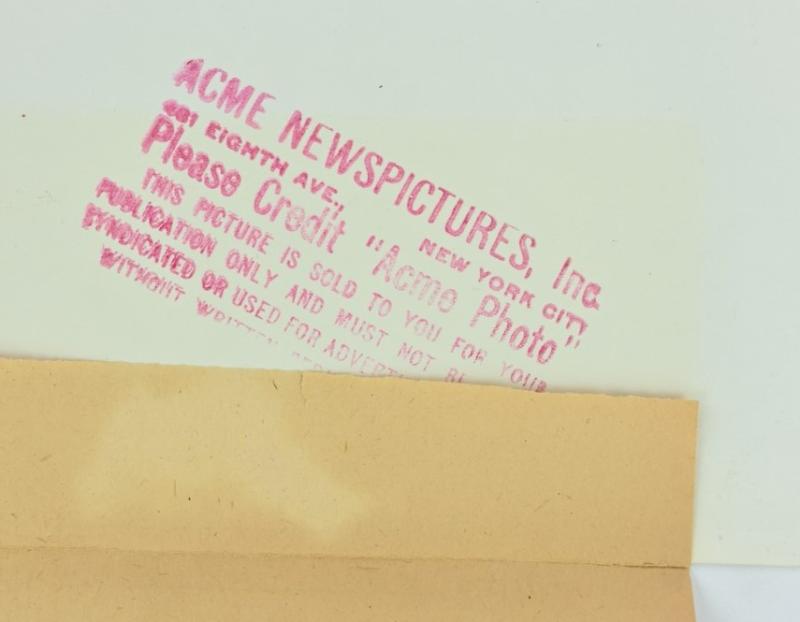 ACME NEWSPICTURES, Inc.
461 EIGHTH AVE., NEW YORK CITY
Please Credit "Acme Photo"
THIS PICTURE IS SOLD TO YOU FOR YOUR
PUBLICATION ONLY AND MUST NOT BE
SYNDICATED OR USED FOR
WITHOUT WRITTEN